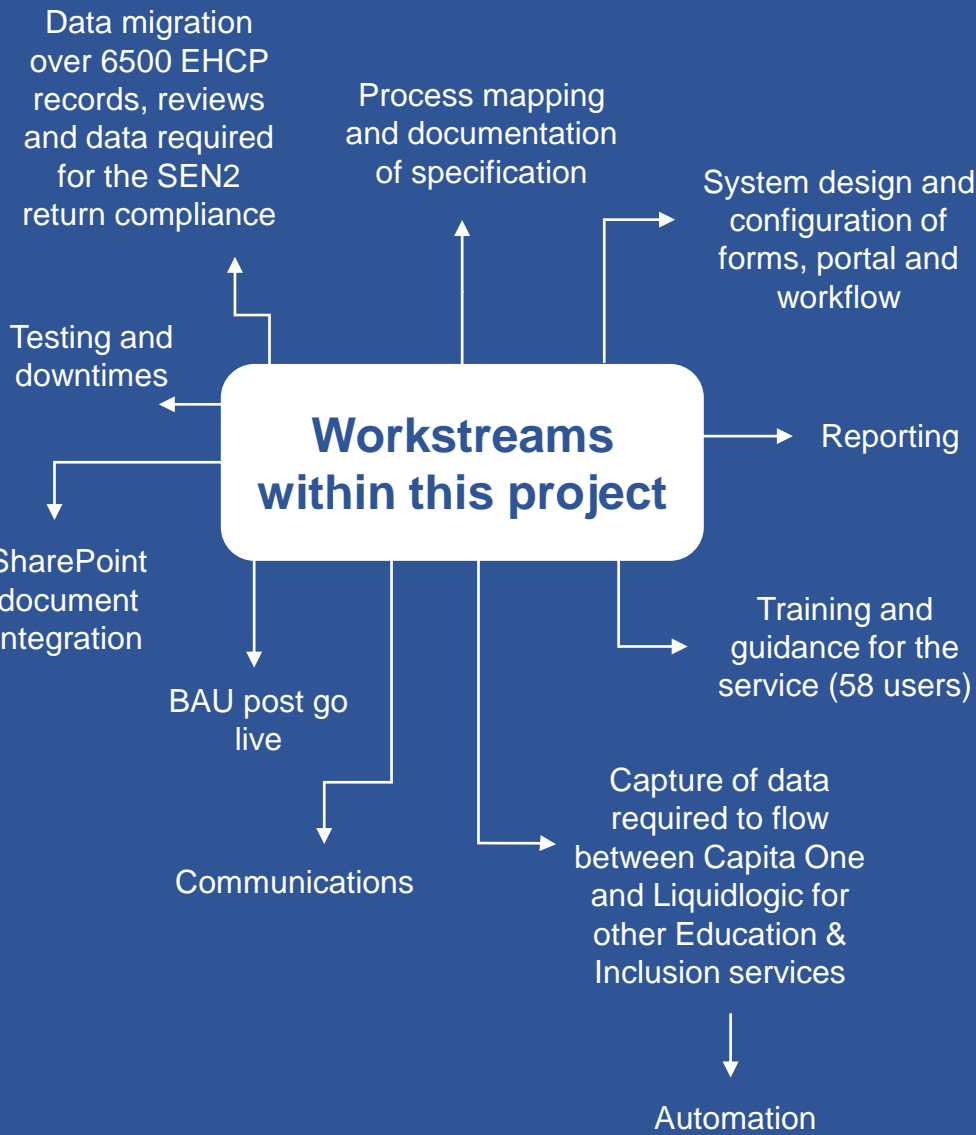 Data migration
over 6500 EHCP
records, reviews
and data required
for the SEN2
return compliance
Process mapping
and documentation
of specification
System design and
configuration of
forms, portal and
workflow
Testing and
downtimes
Workstreams
within this project
Reporting
SharePoint
document
integration
Training and
guidance for the
service (58 users)
BAU post go
live
Communications
Capture of data
required to flow
between Capita One
and Liquidlogic for
other Education &
Inclusion services
Automation